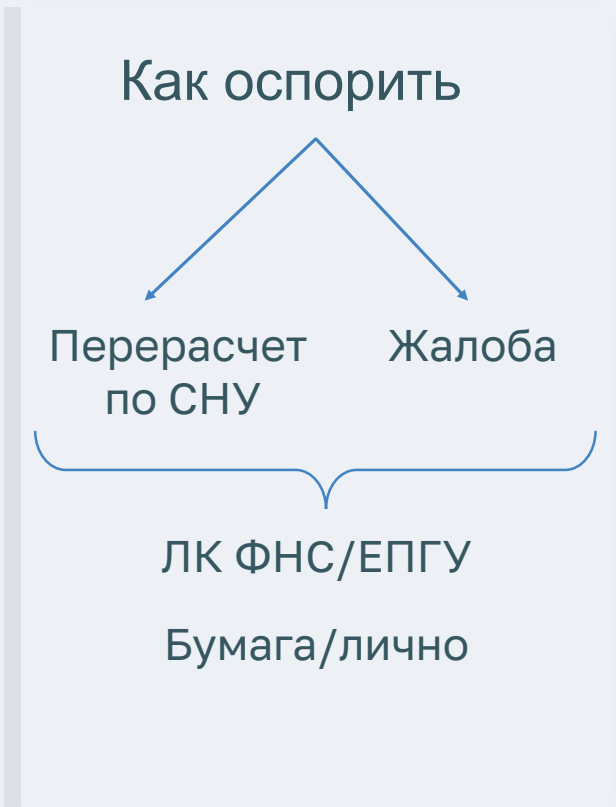 Как оспорить
Перерасчет
по СНУ
Жалоба
ЛК ФНС/ЕПГУ
Бумага/лично